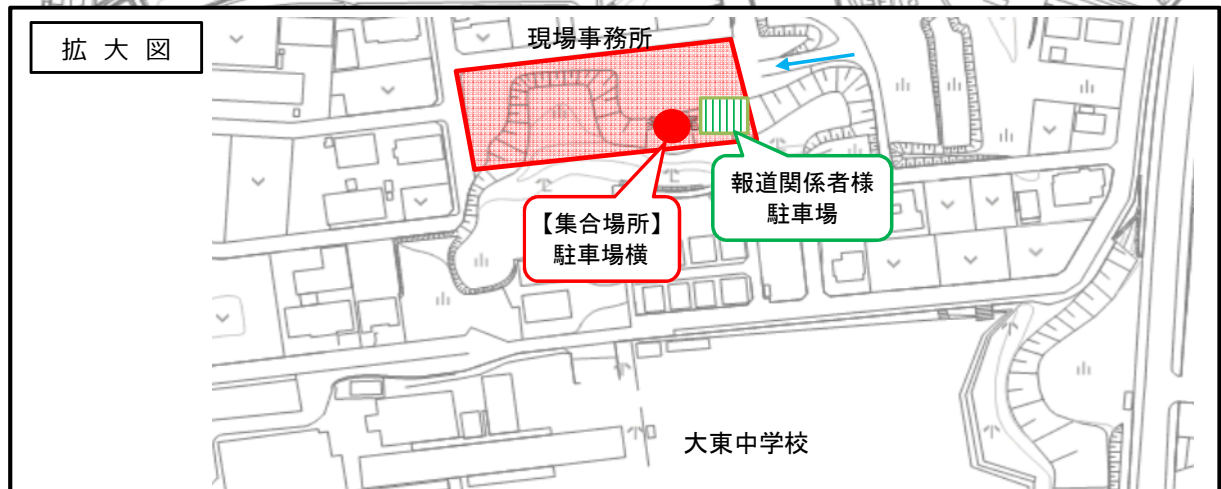 拡大図
現場事務所
報道関係者様
駐車場
【集合場所】
駐車場横
大東中学校